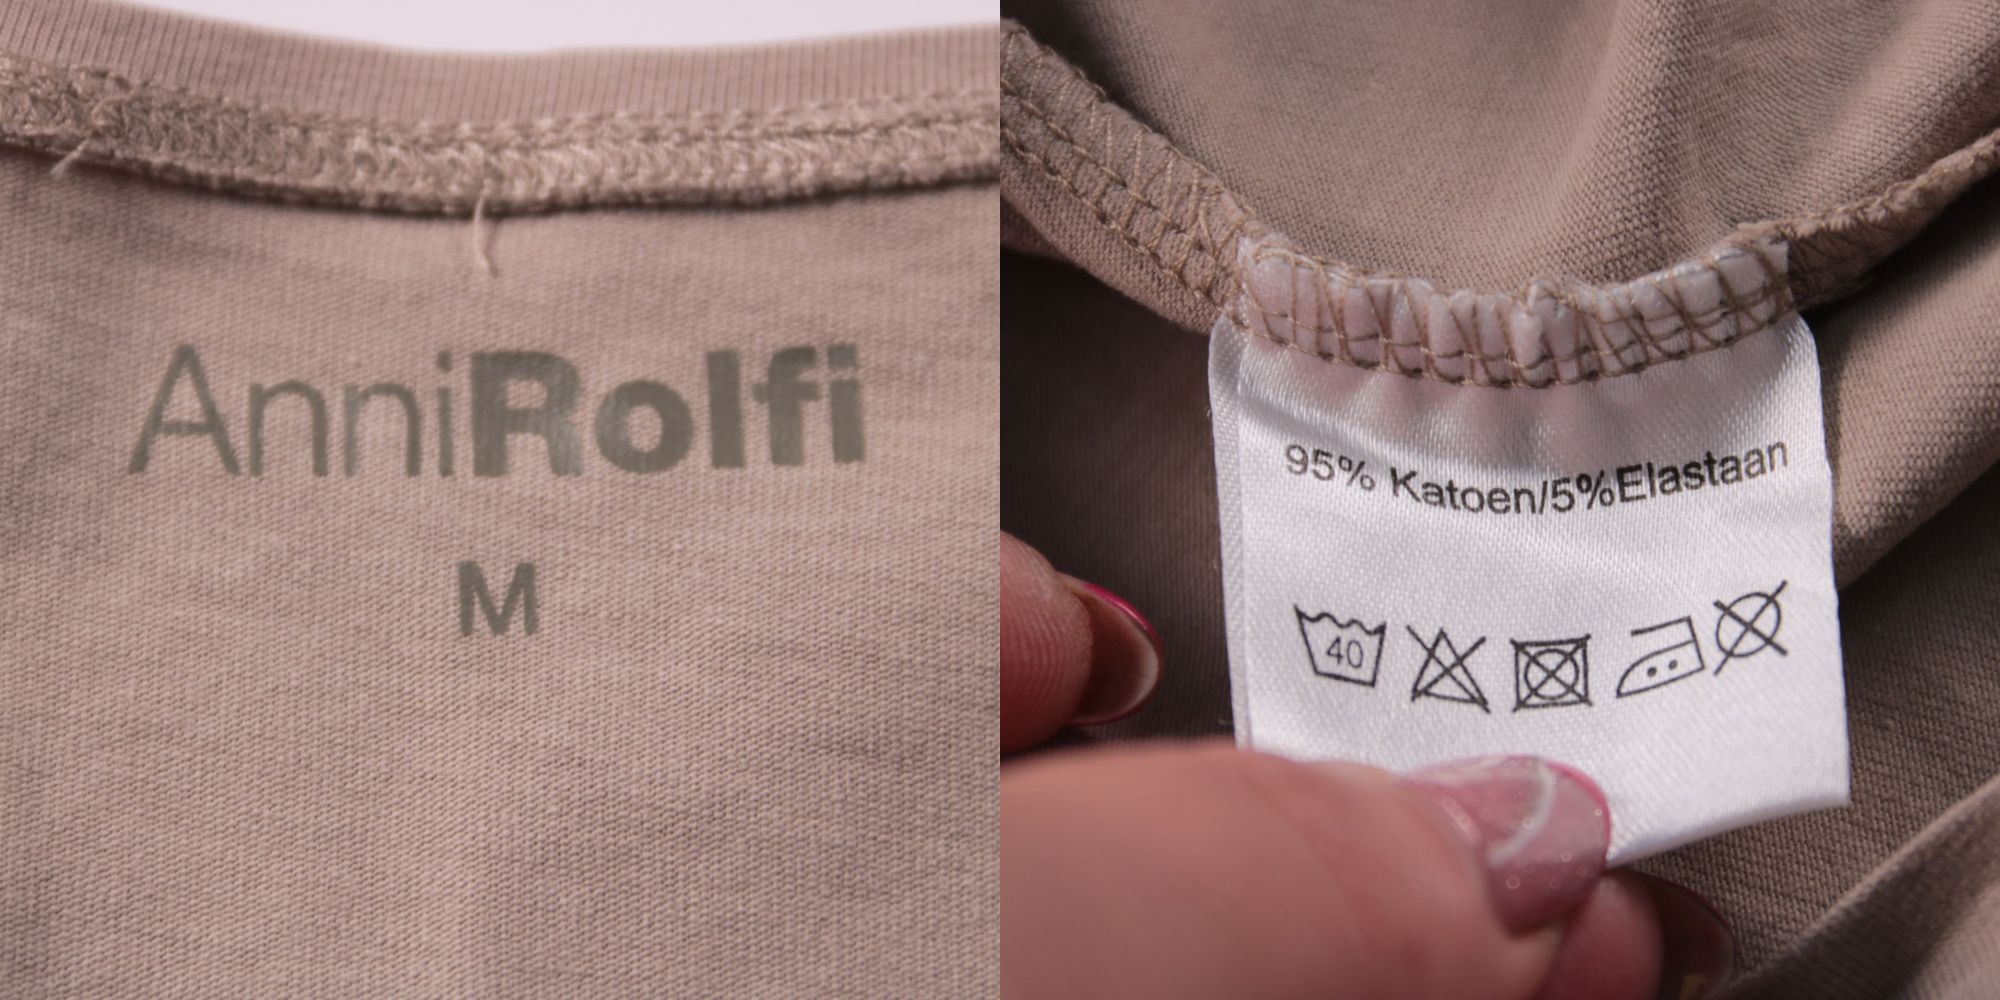 AnniRolfi
M
95% Katoen/5%Elastaan
40